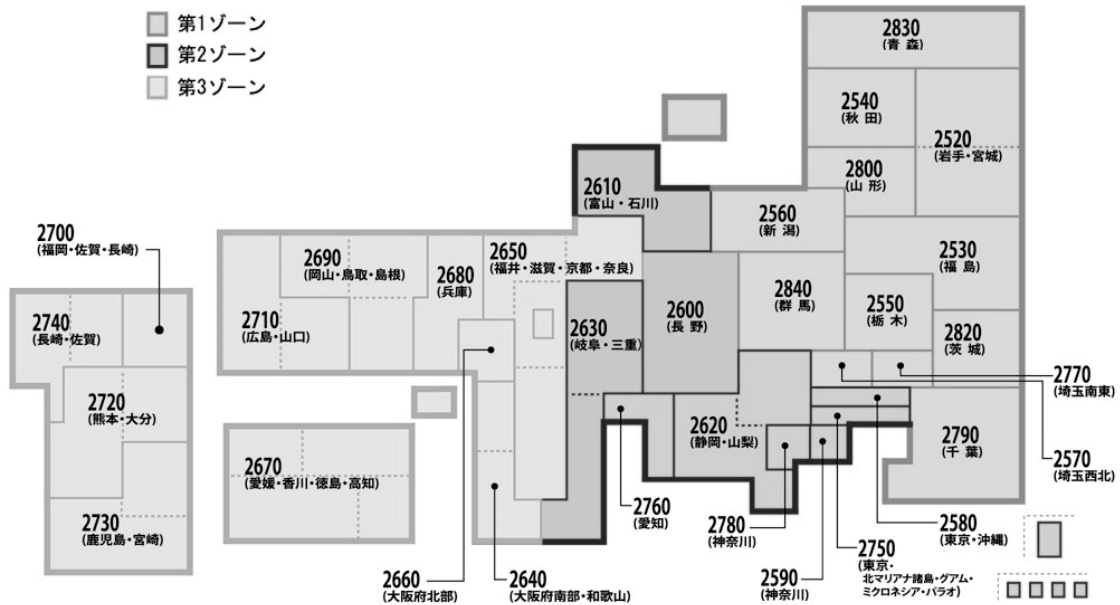 第1ゾーン
第2ゾーン
第3ゾーン
2830
(青 森)
2540
(秋 田)
2520
(岩手・宮城)
2800
(山 形)
2610
(富山・石川)
2560
(新 潟)
2530
(福 島)
2700
(福岡・佐賀・長崎)
2690
(岡山・鳥取・島根)
2680
(兵庫)
2650
(福井・滋賀・京都・奈良)
2840
(群 馬)
2550
(栃 木)
2600
(長 野)
2740
(長崎・佐賀)
2710
(広島・山口)
2630
(岐阜・三重)
2820
(茨 城)
2770
(埼玉南東)
2720
(熊本・大分)
2620
(静岡・山梨)
2790
(千 葉)
2570
(埼玉西北)
2670
(愛媛・香川・徳島・高知)
2760
(愛知)
2780
(神奈川)
2580
(東京・沖縄)
2730
(鹿児島・宮崎)
2750
(東京・
北マリアナ諸島・グアム・
ミクロネシア・パラオ)
2660
(大阪府北部)
2640
(大阪府南部・和歌山)
2590
(神奈川)